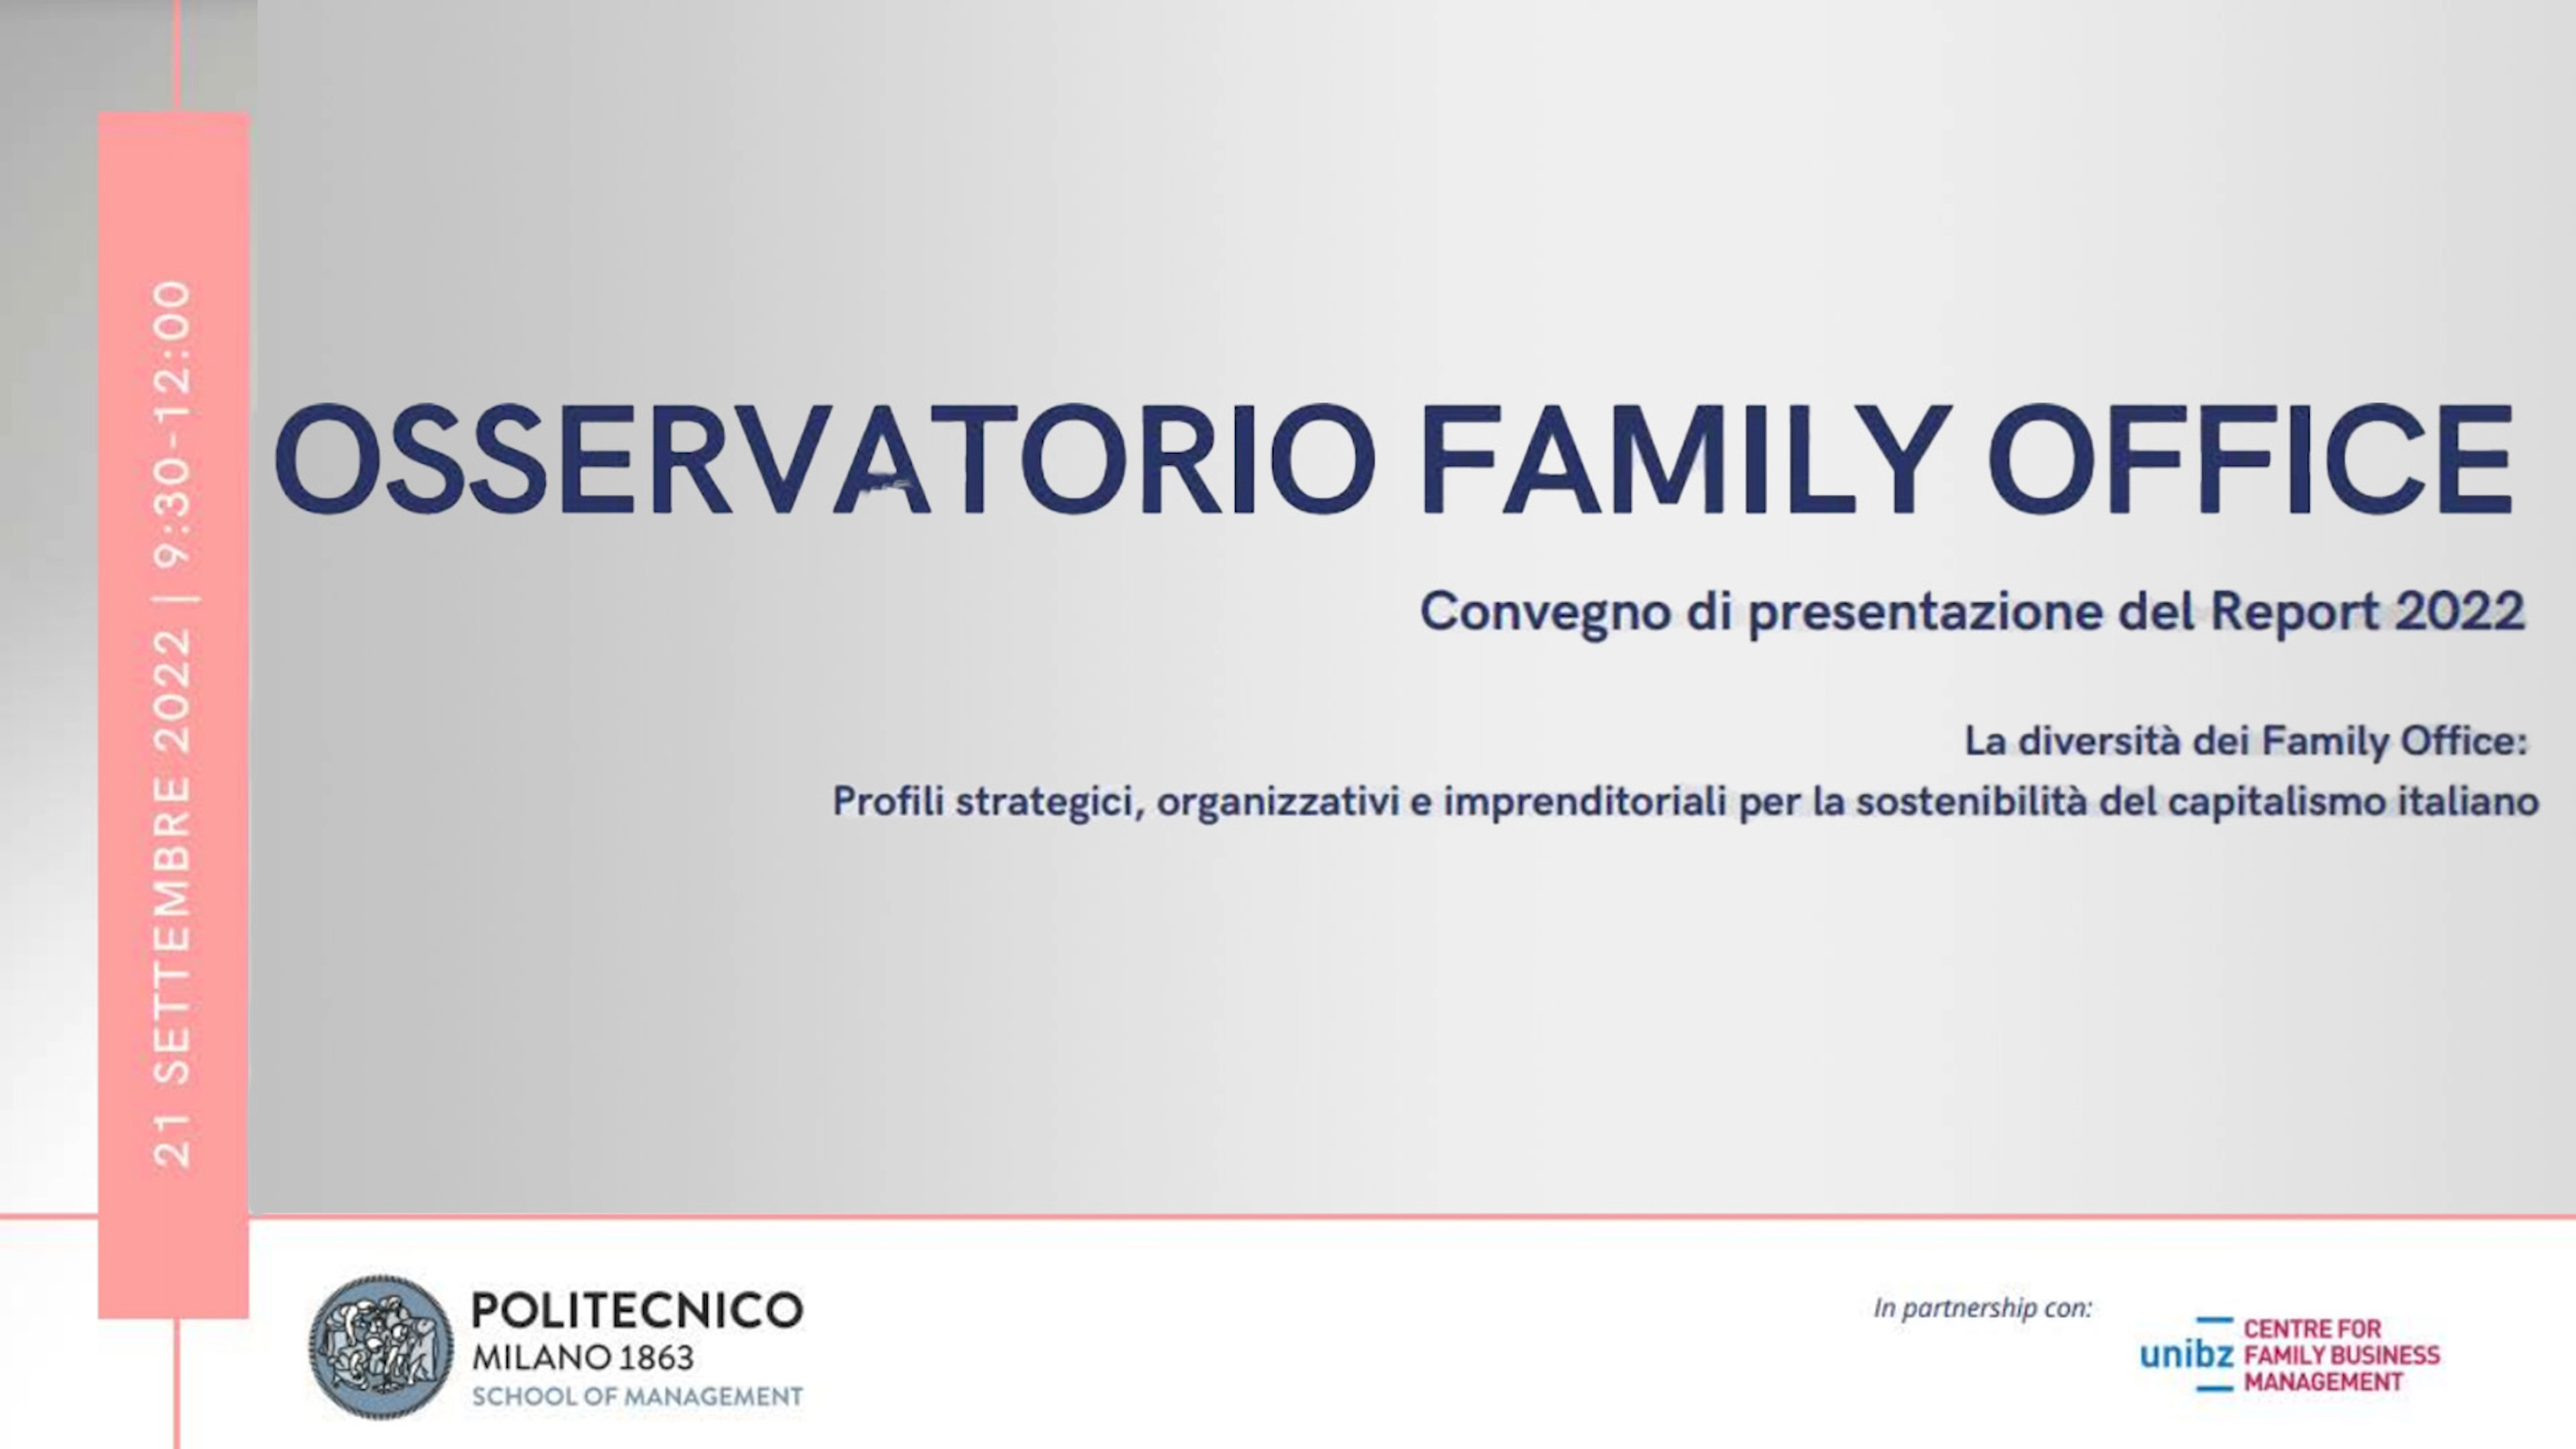 21 SETTEMBRE 2022 | 9:30-12:00
OSSERVATORIO FAMILY OFFICE
Convegno di presentazione del Report 2022
La diversità dei Family Office:
Profili strategici, organizzativi e imprenditoriali per la sostenibilità del capitalismo italiano
POLITECNICO
MILANO 1863
SCHOOL OF MANAGEMENT
In partnership con:
unibz
CENTRE FOR
FAMILY BUSINESS
MANAGEMENT